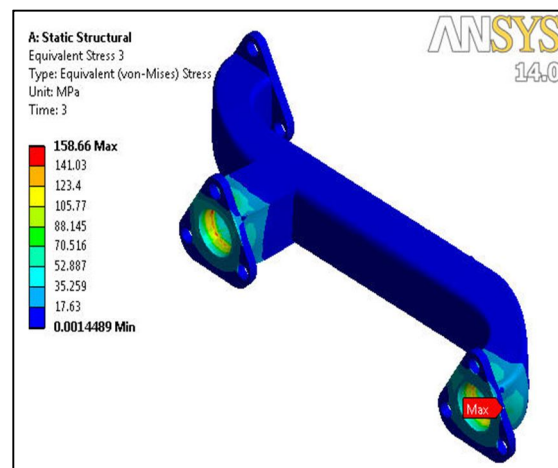 A: Static Structural
Equivalent Stress 3
Type: Equivalent (von-Mises) Stress
Unit: MPa
Time: 3
ANSYS
14.0
158.66 Max
141.03
123.4
105.77
88.145
70.516
52.887
35.259
17.63
0.0014489 Min
Max